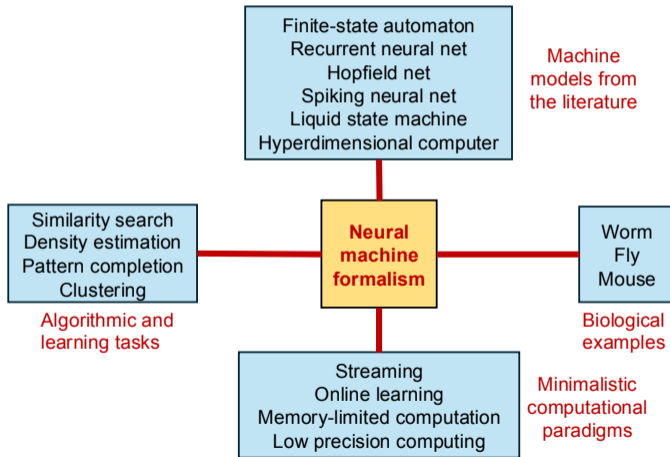 Finite-state automaton
Recurrent neural net
Hopfield net
Spiking neural net
Liquid state machine
Hyperdimensional computer
Machine
models from
the literature
Similarity search
Density estimation
Pattern completion
Clustering
Algorithmic and
learning tasks
Neural
machine
formalism
Worm
Fly
Mouse
Biological
examples
Streaming
Online learning
Memory-limited computation
Low precision computing
Minimalistic
computational
paradigms